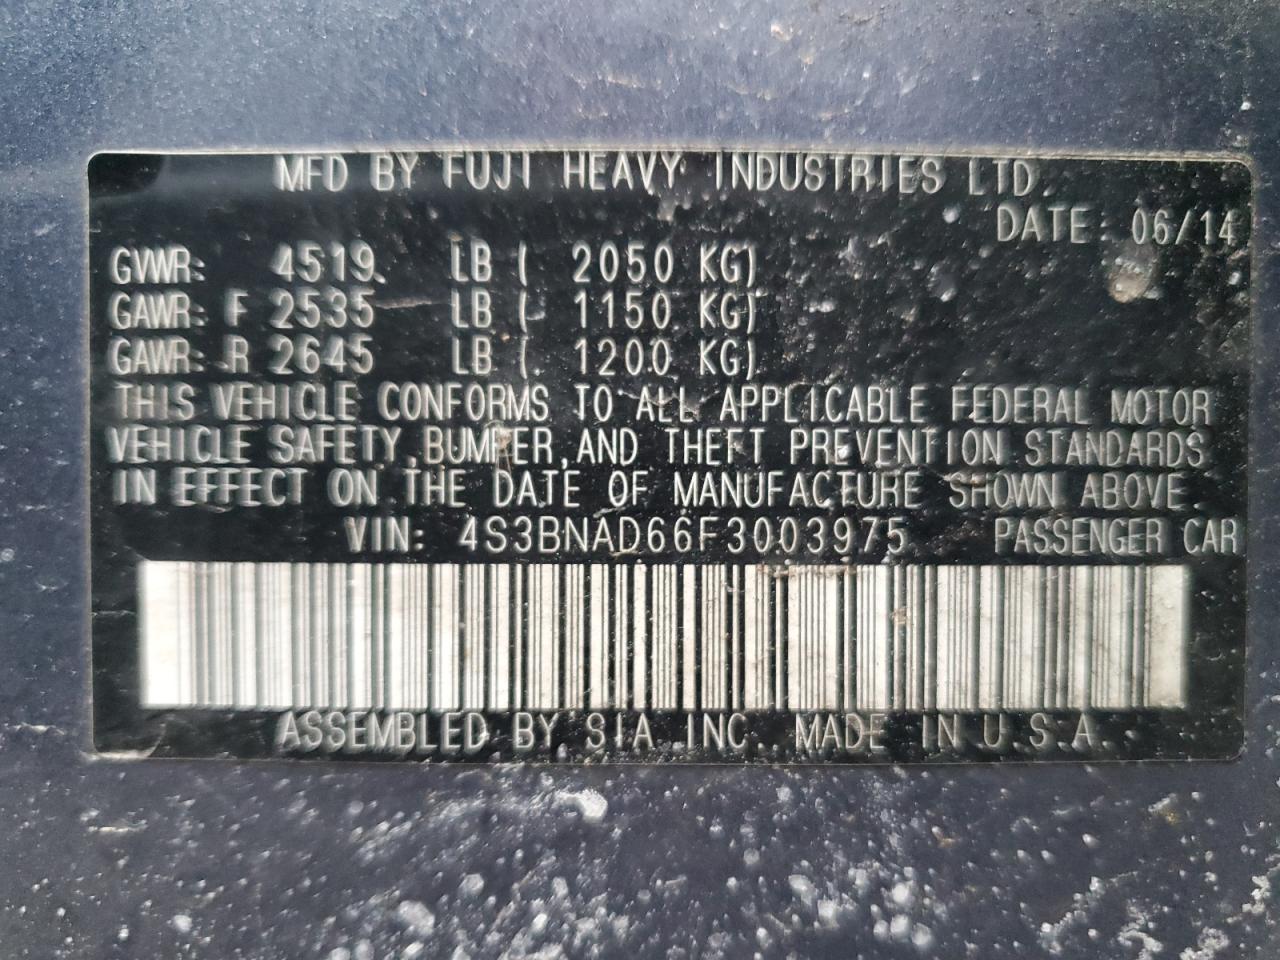 MFD BY FUJI HEAVY INDUSTRIES LTD.
DATE: 06/14
GVWR: 4519 LB ( 2050 KG)
GAWR: F 2535 LB ( 1150 KG)
GAWR: R 2645 LB ( 1200 KG)
THIS VEHICLE CONFORMS TO ALL APPLICABLE FEDERAL MOTOR
VEHICLE SAFETY, BUMPER, AND THEFT PREVENTION STANDARDS
IN EFFECT ON THE DATE OF MANUFACTURE SHOWN ABOVE.
VIN: 4S3BNAD66F3003975 PASSENGER CAR
ASSEMBLED BY SIA INC. MADE IN U.S.A.